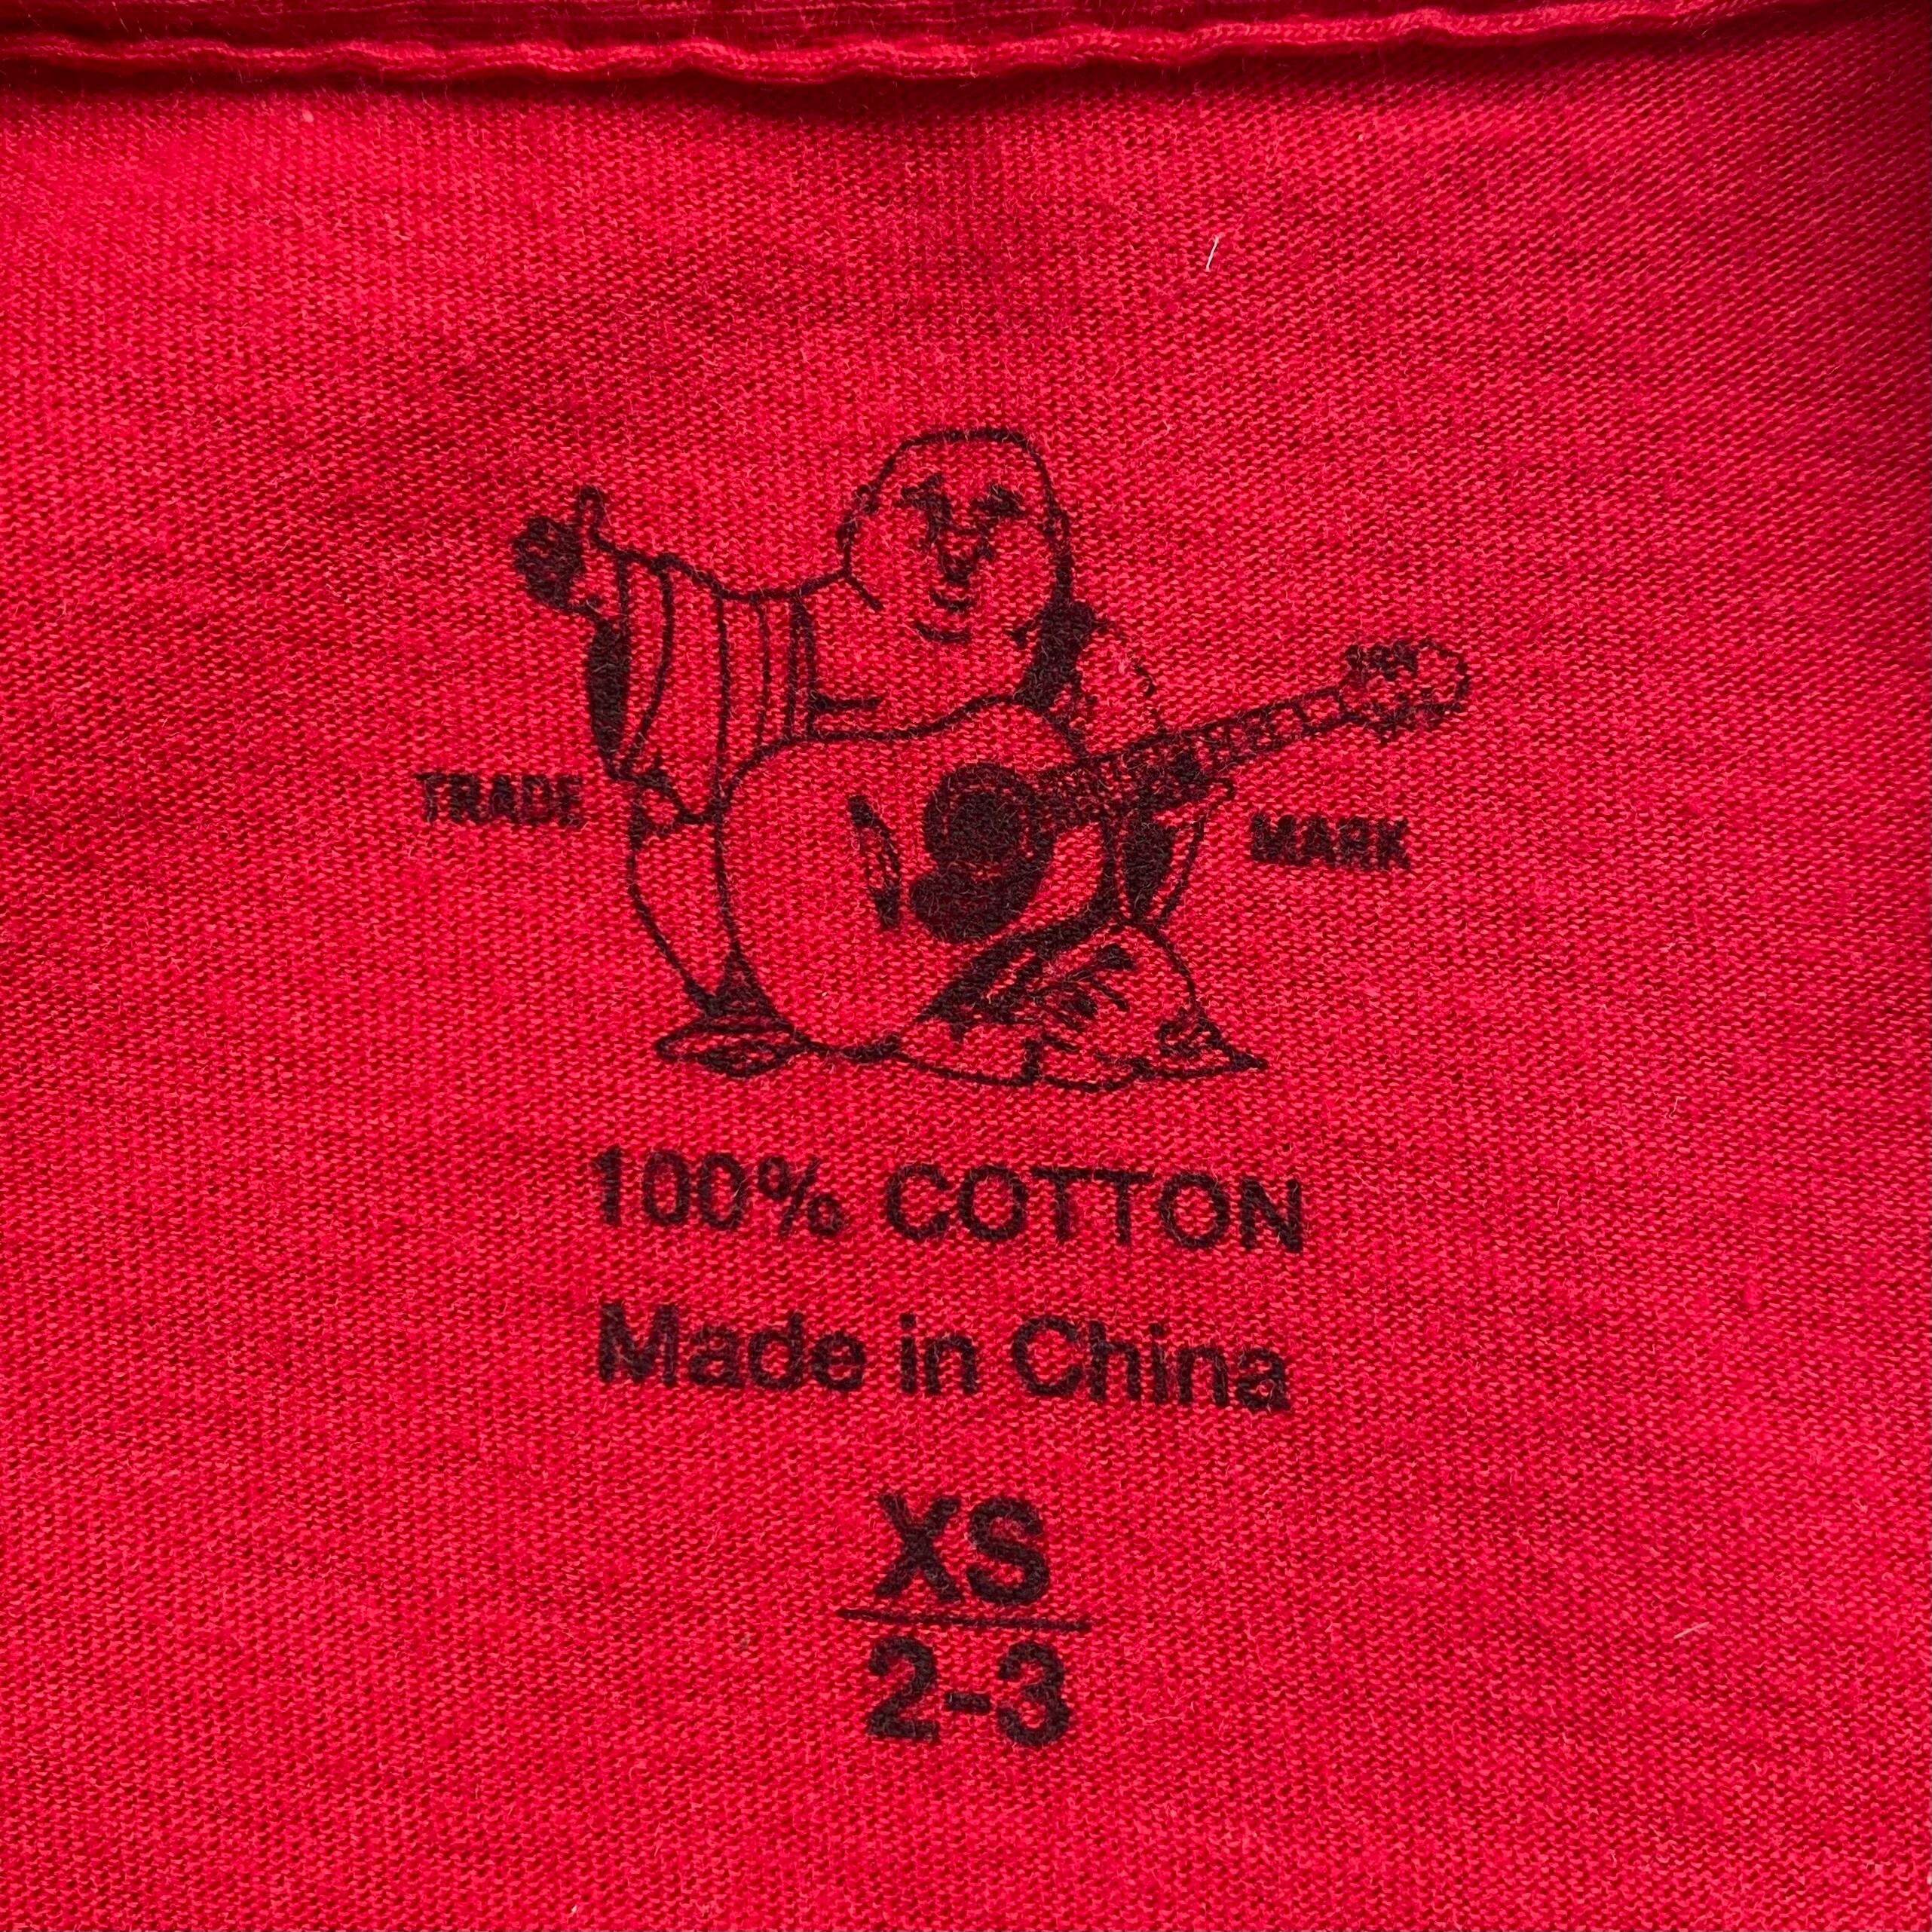 TRADE MARK
100% COTTON
Made in China
XS
2-3